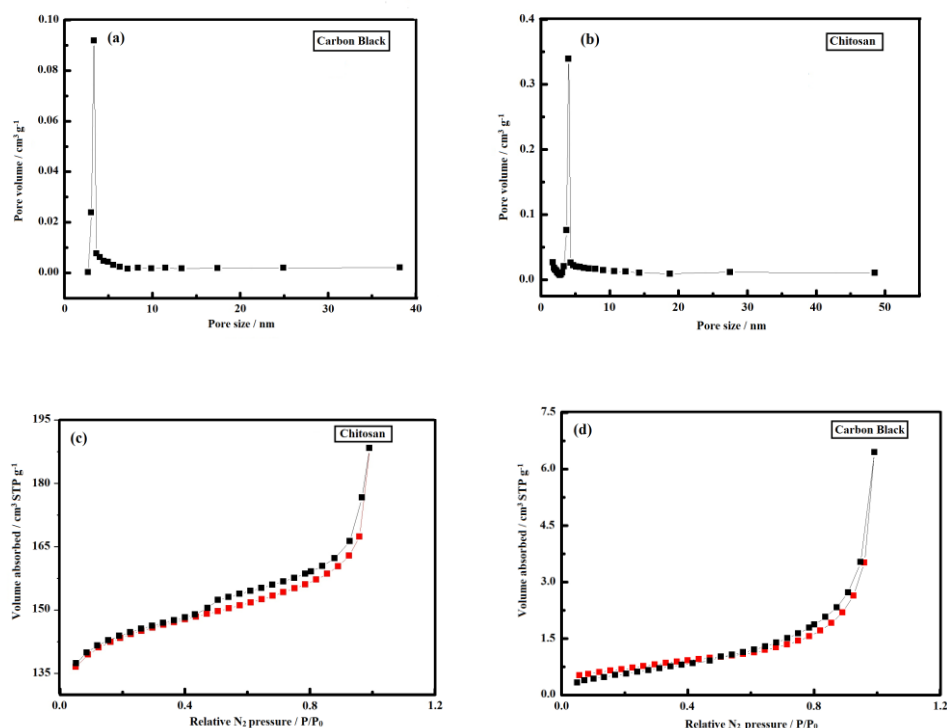 (a)
Carbon Black
0.10
0.08
0.06
0.04
0.02
0.00
0
10
20
30
40
Pore size / nm
Pore volume / cm³ g⁻¹
(b)
Chitosan
0.4
0.3
0.2
0.1
0.0
0
10
20
30
40
50
Pore size / nm
Pore volume / cm³ g⁻¹
(c)
Chitosan
195
180
165
150
135
0.0
0.4
0.8
1.2
Relative N₂ pressure / P/P₀
Volume absorbed / cm³ STP g⁻¹
(d)
Carbon Black
7.5
6.0
4.5
3.0
1.5
0.0
0.0
0.4
0.8
1.2
Relative N₂ pressure / P/P₀
Volume absorbed / cm³ STP g⁻¹